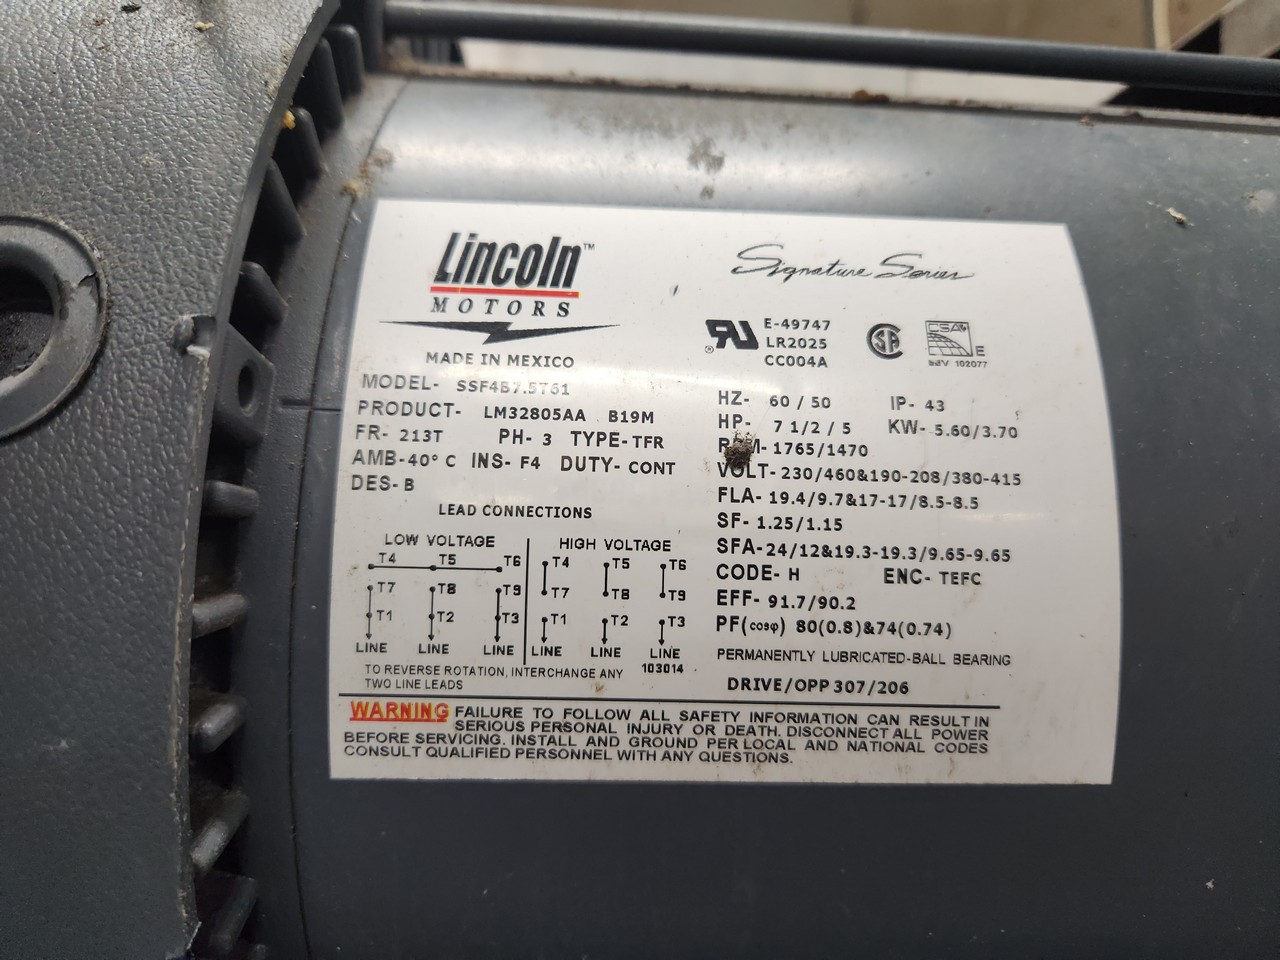 Lincoln™
MOTORS
MADE IN MEXICO
Signature Series
E-49747
LR2025
CC004A
CSA
E
EEV 102077
MODEL- SSF4B7.5T61
PRODUCT- LM32805AA B19M
FR- 213T PH- 3 TYPE-TFR
AMB-40° C INS- F4 DUTY- CONT
DES- B
HZ- 60 / 50 IP- 43
HP- 7 1/2 / 5 KW- 5.60/3.70
1765/1470
VOLT- 230/460&190-208/380-415
FLA- 19.4/9.7&17-17/8.5-8.5
SF- 1.25/1.15
SFA-24/12&19.3-19.3/9.65-9.65
CODE- H ENC- TEFC
EFF- 91.7/90.2
PF(cosφ) 80(0.8)&74(0.74)
PERMANENTLY LUBRICATED-BALL BEARING
DRIVE/OPP 307/206
LEAD CONNECTIONS
LOW VOLTAGE
T4 T5 T6
T7 T8 T9
T1 T2 T3
LINE LINE LINE
HIGH VOLTAGE
T4 T5 T6
T7 T8 T9
T1 T2 T3
LINE LINE LINE
TO REVERSE ROTATION, INTERCHANGE ANY 103014
TWO LINE LEADS
WARNING FAILURE TO FOLLOW ALL SAFETY INFORMATION CAN RESULT IN
SERIOUS PERSONAL INJURY OR DEATH. DISCONNECT ALL POWER
BEFORE SERVICING. INSTALL AND GROUND PER LOCAL AND NATIONAL CODES
CONSULT QUALIFIED PERSONNEL WITH ANY QUESTIONS.